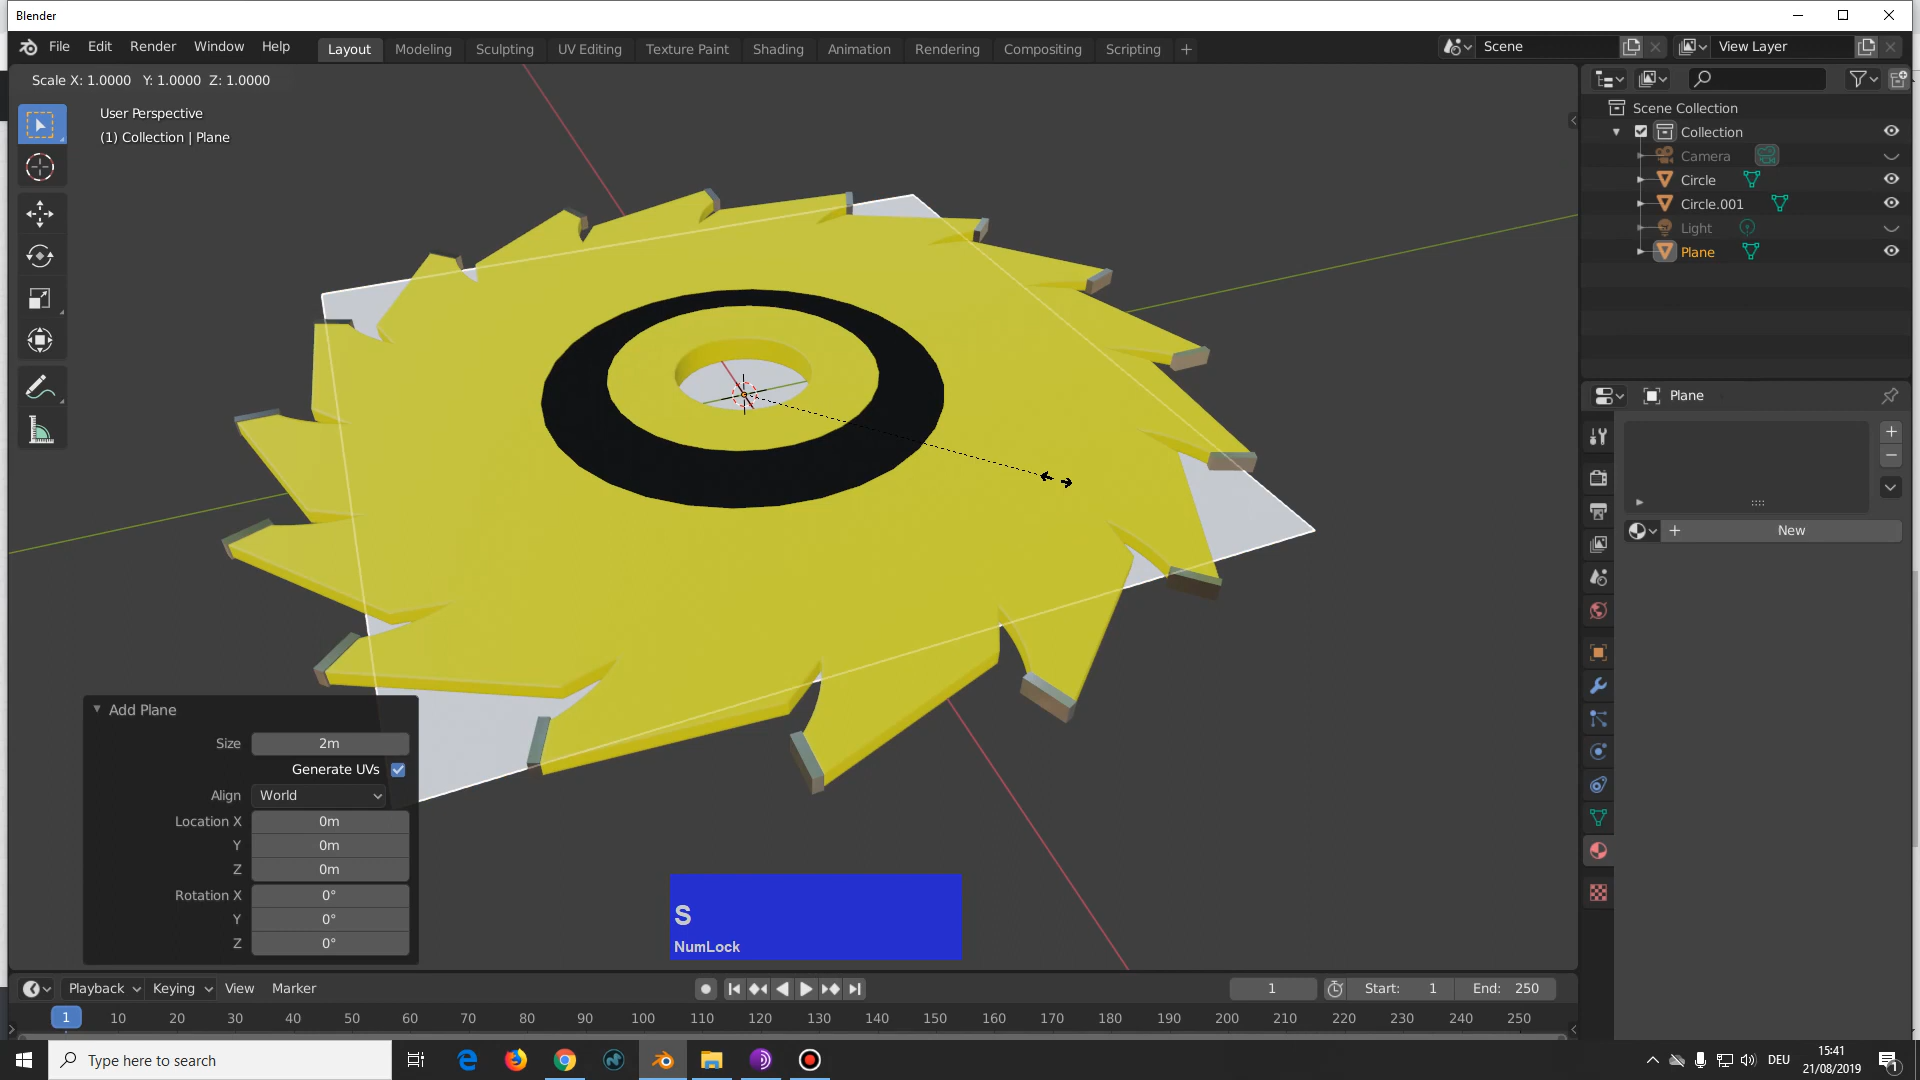 Blender
File Edit Render Window Help
Layout Modeling Sculpting UV Editing Texture Paint Shading Animation Rendering Compositing Scripting +
Scene
View Layer
Scale X: 1.0000 Y: 1.0000 Z: 1.0000
User Perspective
(1) Collection | Plane
Scene Collection
Collection
Camera
Circle
Circle.001
Light
Plane
Plane
New
Add Plane
Size 2m
Generate UVs
Align World
Location X 0m
Y 0m
Z 0m
Rotation X 0°
Y 0°
Z 0°
S
NumLock
Playback Keying View Marker
1
Start: 1
End: 250
1 10 20 30 40 50 60 70 80 90 100 110 120 130 140 150 160 170 180 190 200 210 220 230 240 250
Type here to search
DEU
15:41
21/08/2019
1